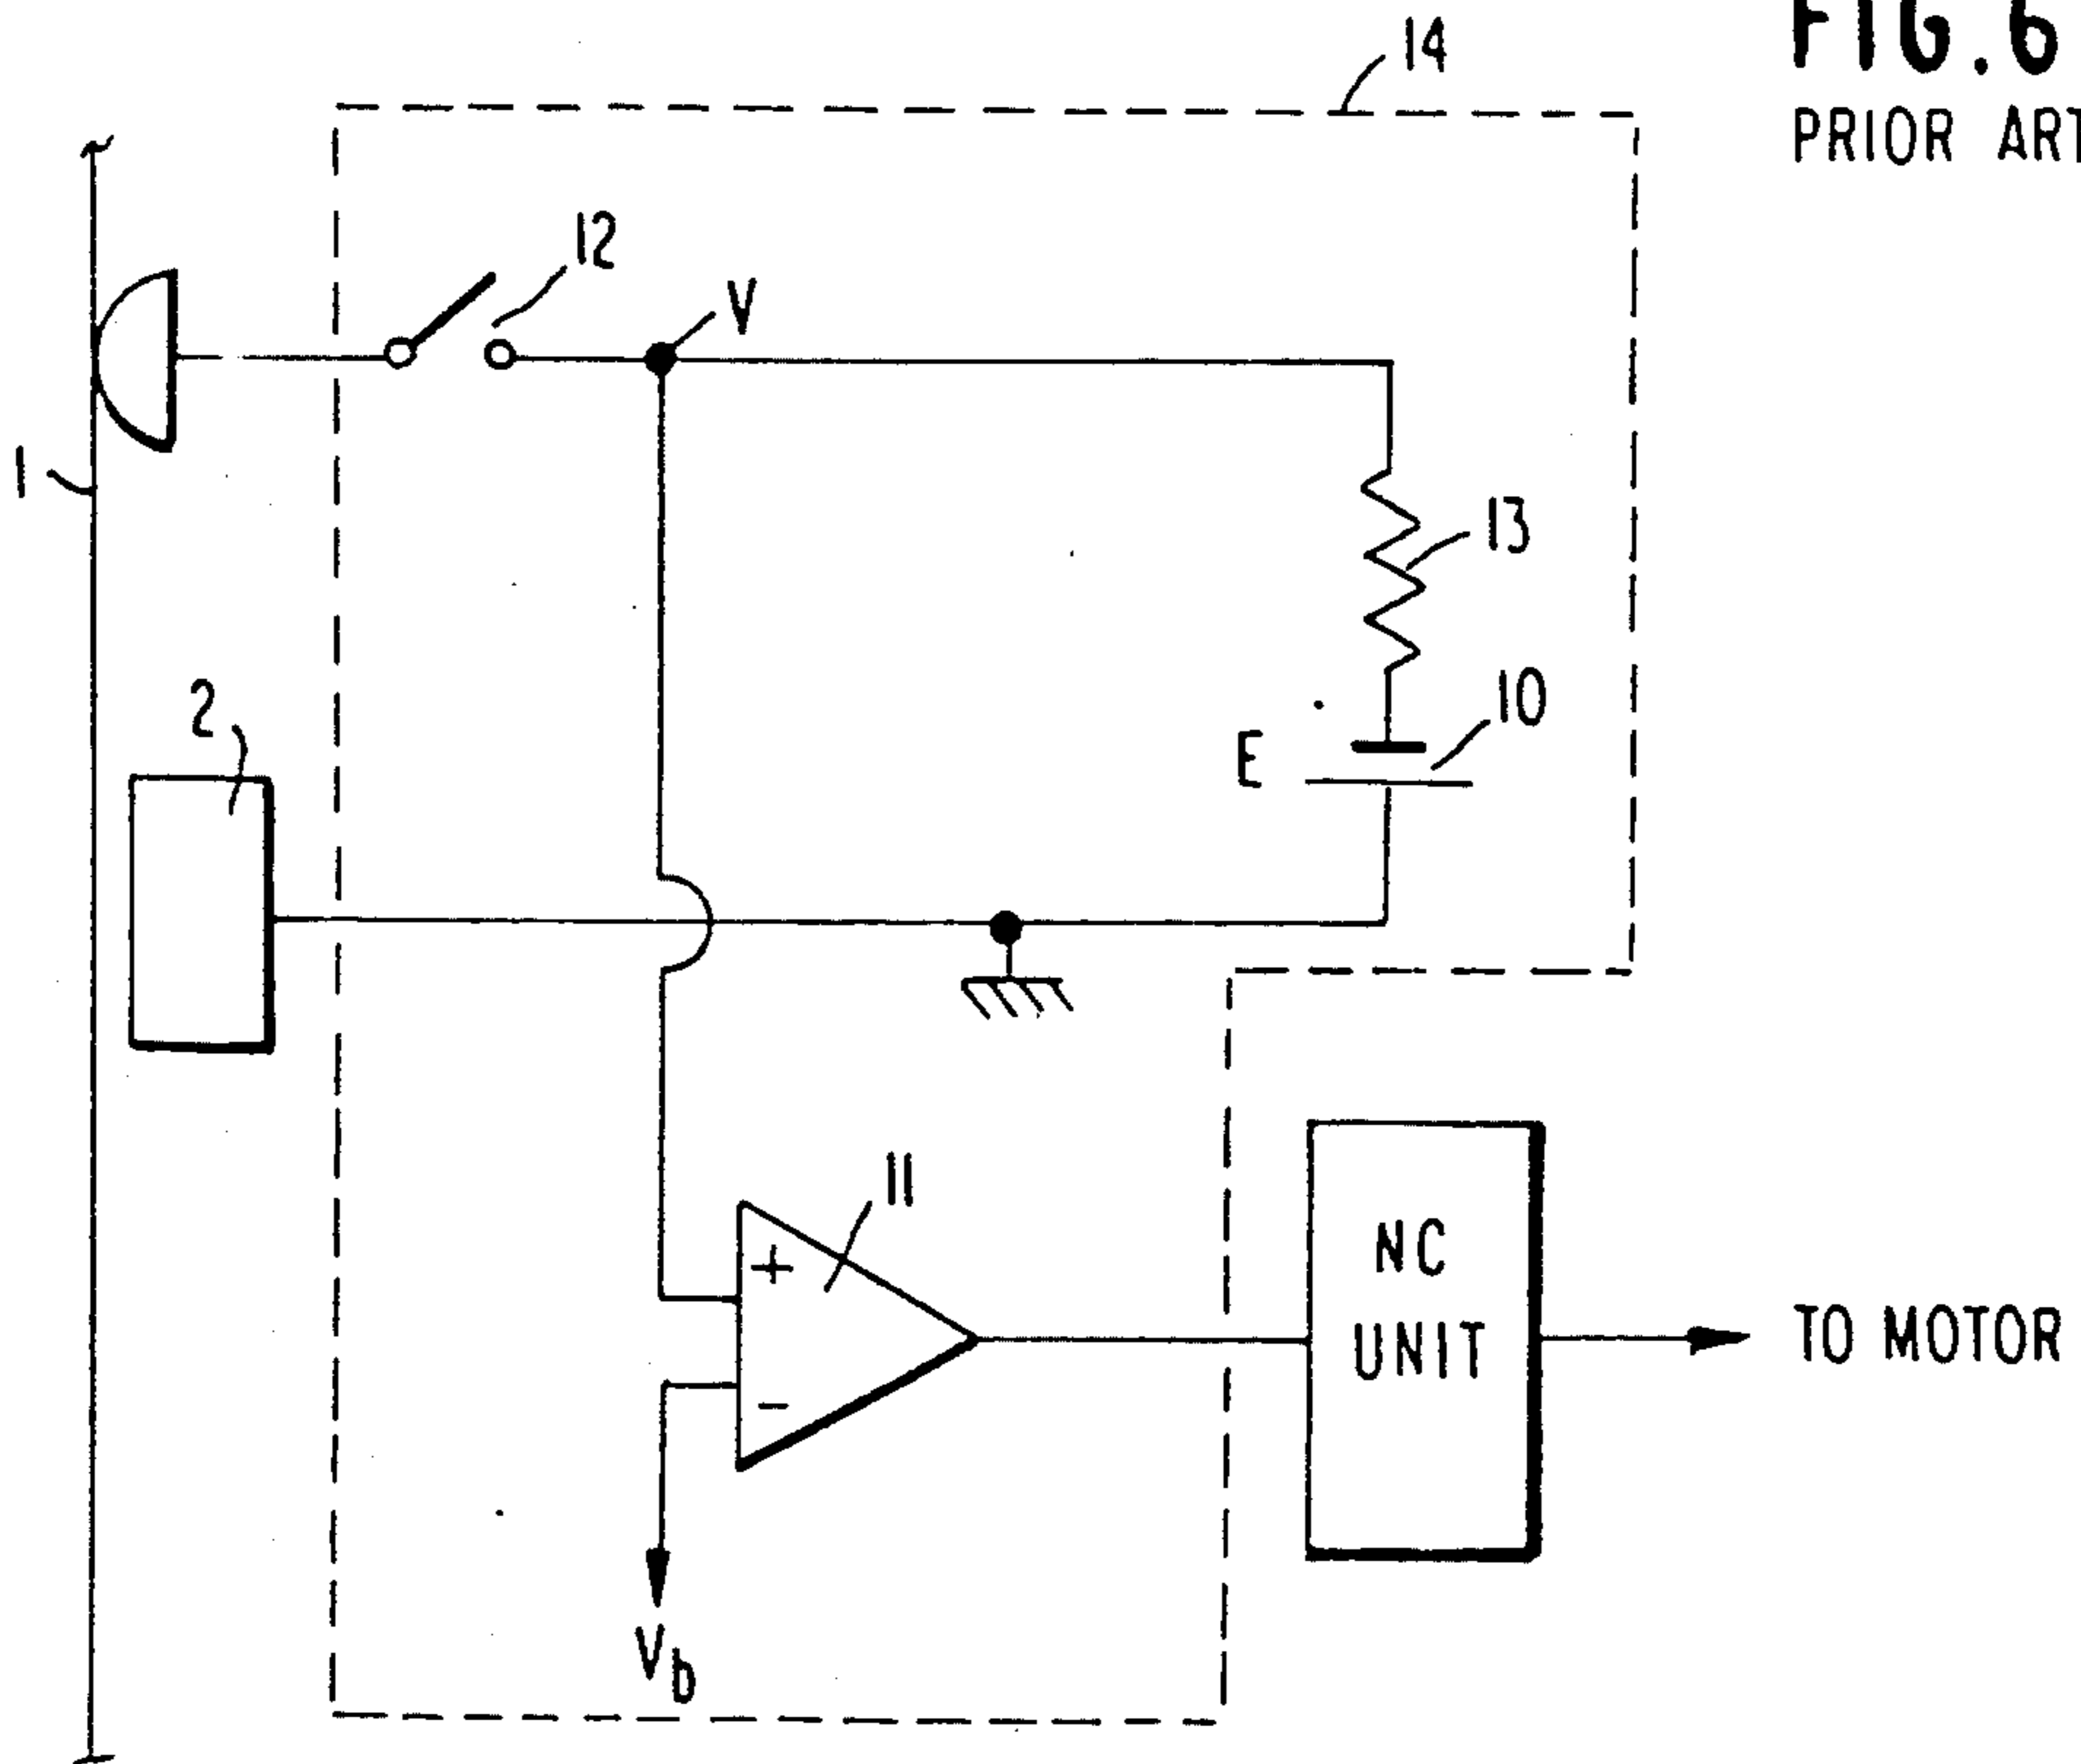 FIG.6
PRIOR ART
14
12
V
1
13
2
10
E
11
+
NC
UNIT
TO MOTOR
-
Vb